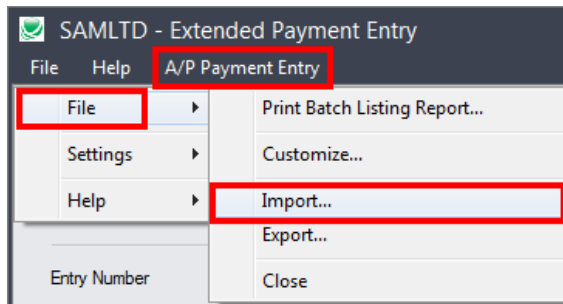 SAMLTD - Extended Payment Entry
File Help A/P Payment Entry
File Print Batch Listing Report...
Settings Customize...
Help Import...
Export...
Entry Number Close